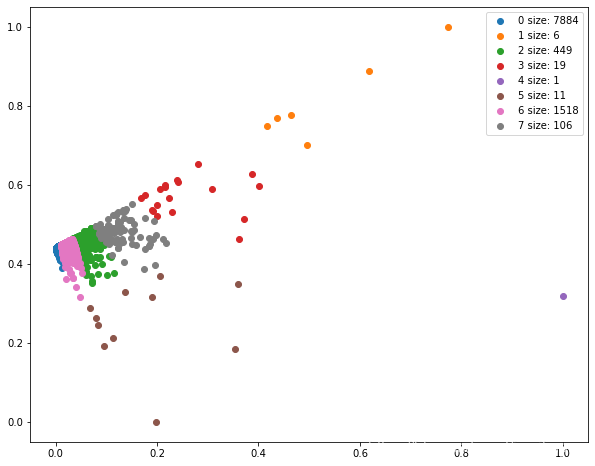 0 size: 7884
1 size: 6
2 size: 449
3 size: 19
4 size: 1
5 size: 11
6 size: 1518
7 size: 106
1.0
0.8
0.6
0.4
0.2
0.0
0.0 0.2 0.4 0.6 0.8 1.0